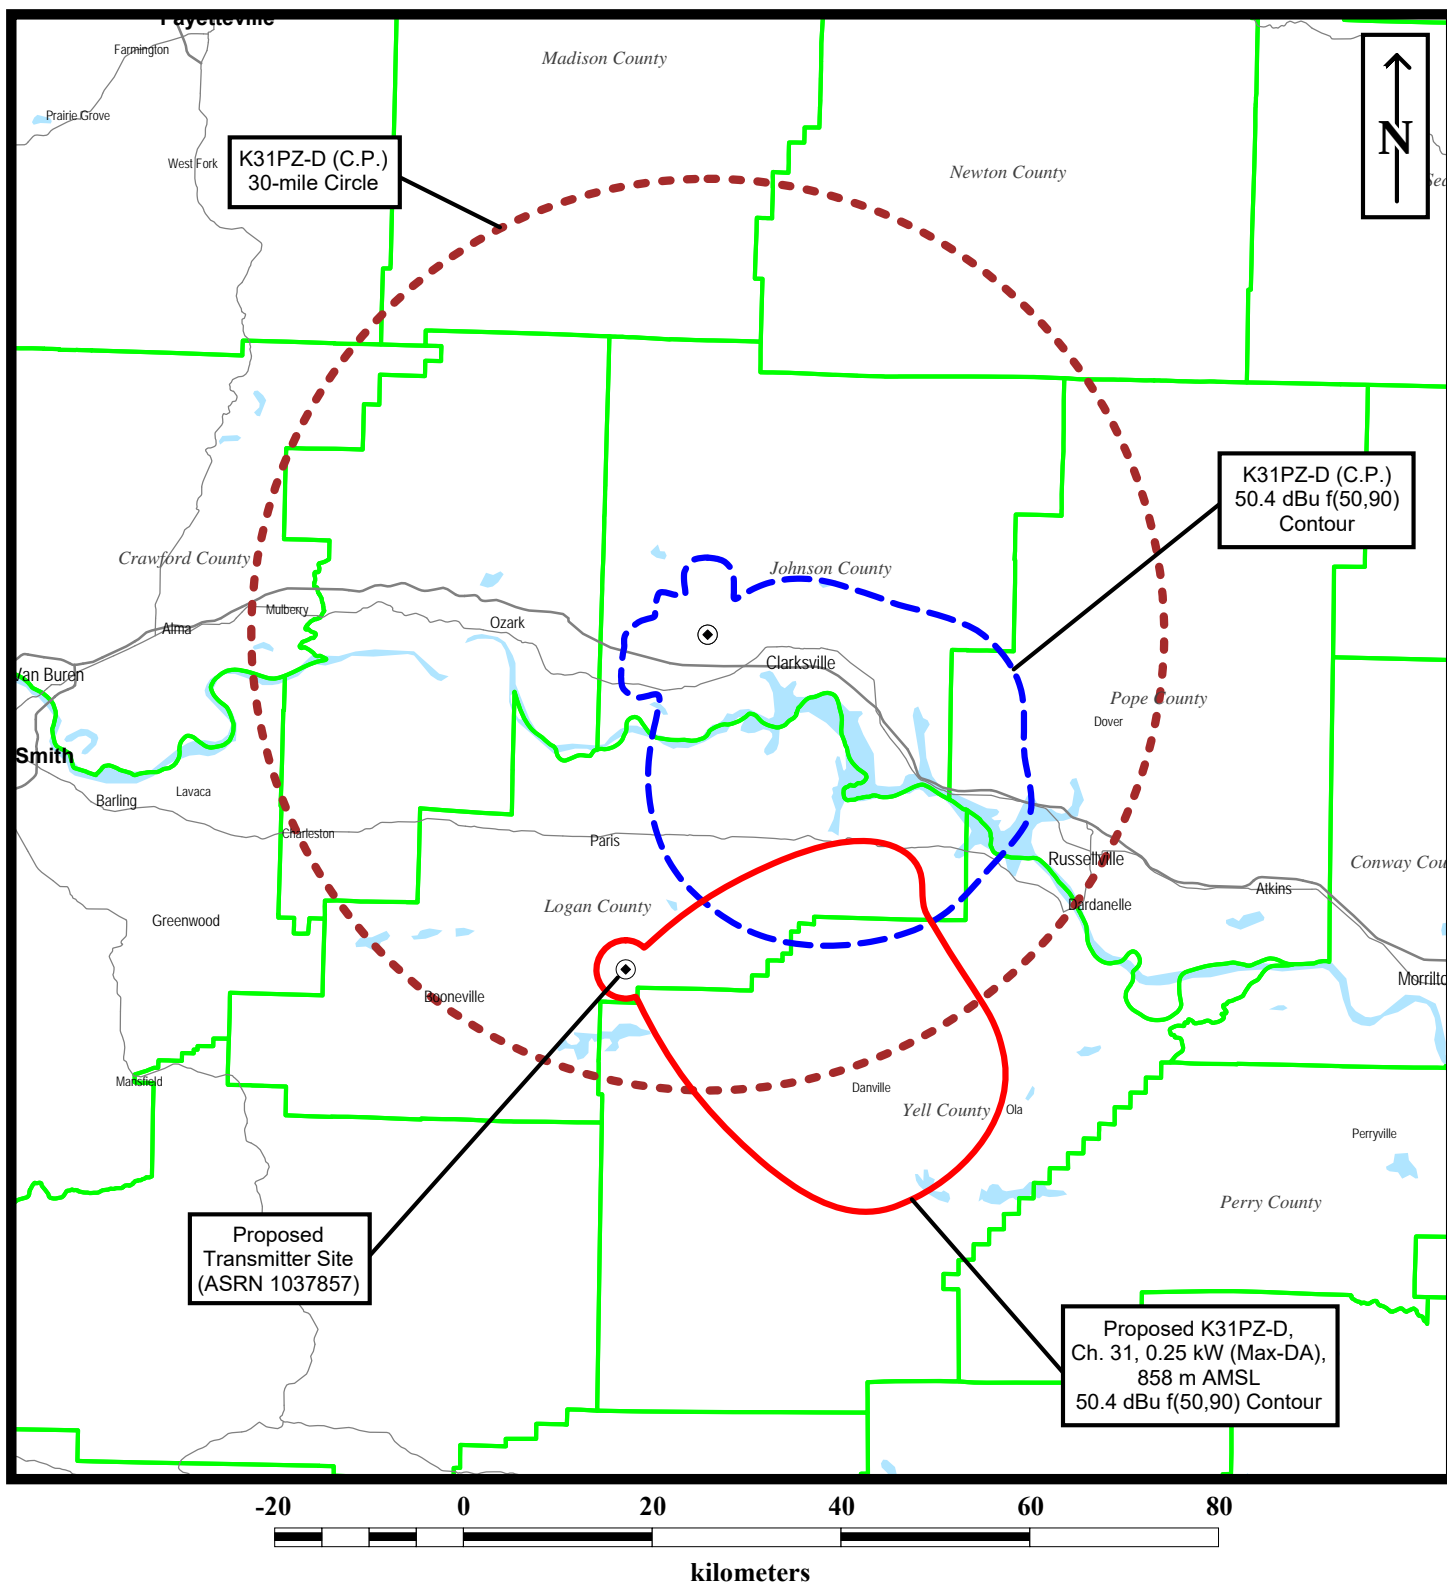 Fayetteville
Farmington
Madison County
Prairie Grove
West Fork
K31PZ-D (C.P.)
30-mile Circle
Newton County
N
K31PZ-D (C.P.)
50.4 dBu f(50,90)
Contour
Crawford County
Johnson County
Mulberry
Alma
Ozark
Clarksville
Van Buren
Pope County
Dover
Smith
Barling
Lavaca
Charleston
Paris
Russellville
Conway Cou
Atkins
Dardanelle
Logan County
Greenwood
Booneville
Morrilto
Mansfield
Danville
Yell County
Ola
Perryville
Perry County
Proposed
Transmitter Site
(ASRN 1037857)
Proposed K31PZ-D,
Ch. 31, 0.25 kW (Max-DA),
858 m AMSL
50.4 dBu f(50,90) Contour
-20 0 20 40 60 80
kilometers